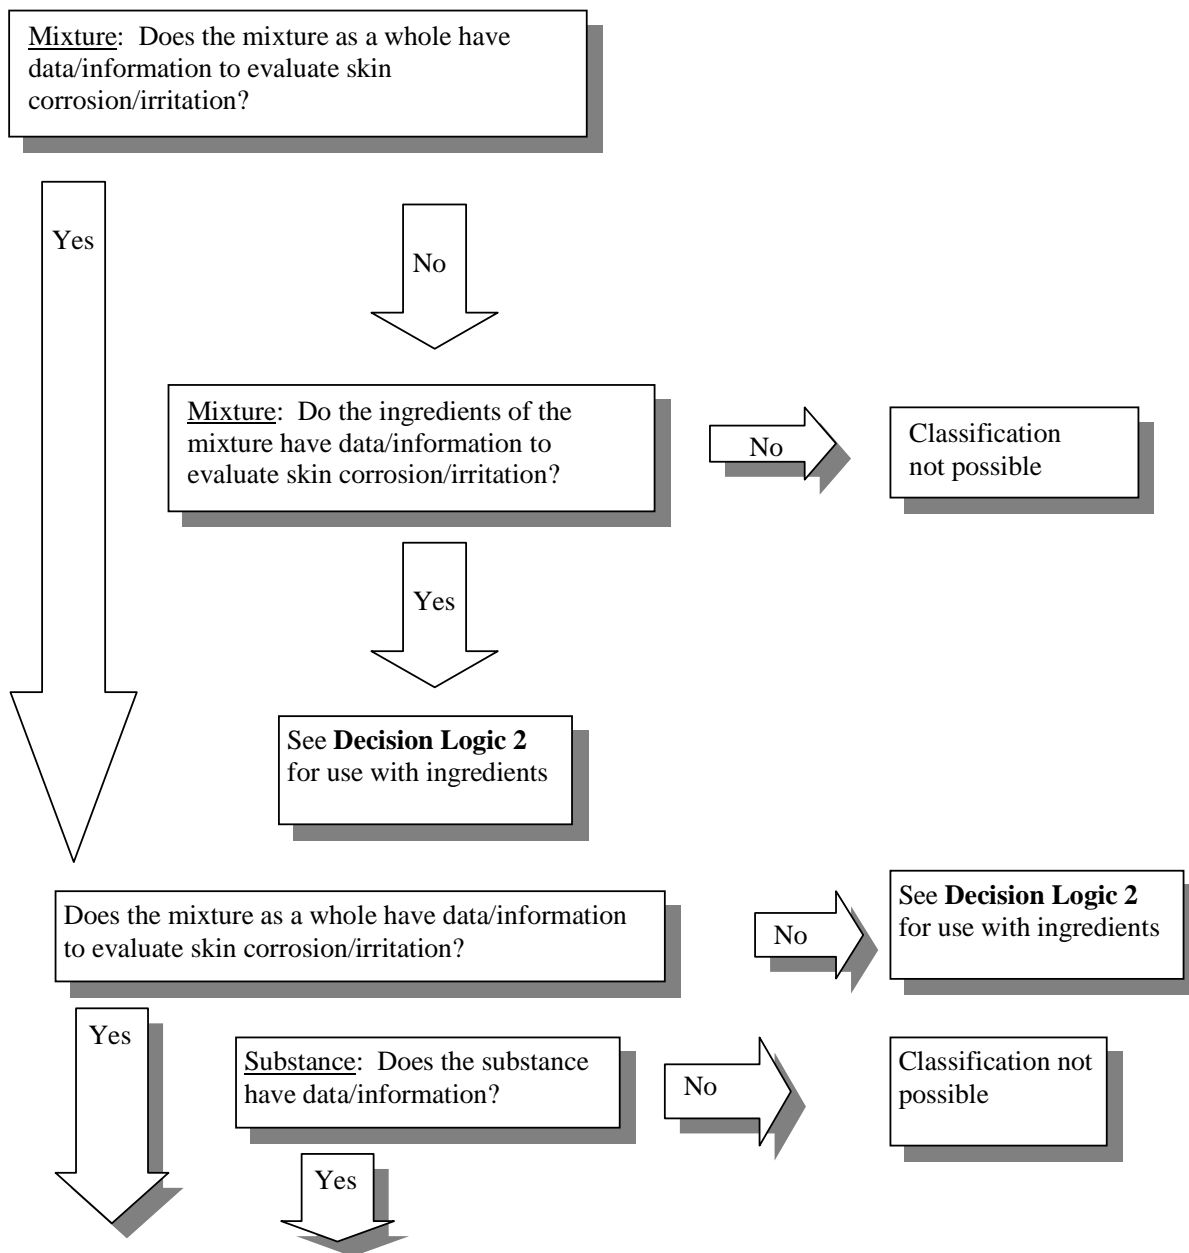 Mixture:  Does the mixture as a whole have
data/information to evaluate skin
corrosion/irritation?
Yes
No
Mixture:  Do the ingredients of the
mixture have data/information to
evaluate skin corrosion/irritation?
No
Classification
not possible
Yes
See Decision Logic 2
for use with ingredients
Does the mixture as a whole have data/information
to evaluate skin corrosion/irritation?
No
See Decision Logic 2
for use with ingredients
Yes
Substance:  Does the substance
have data/information?
No
Classification not
possible
Yes